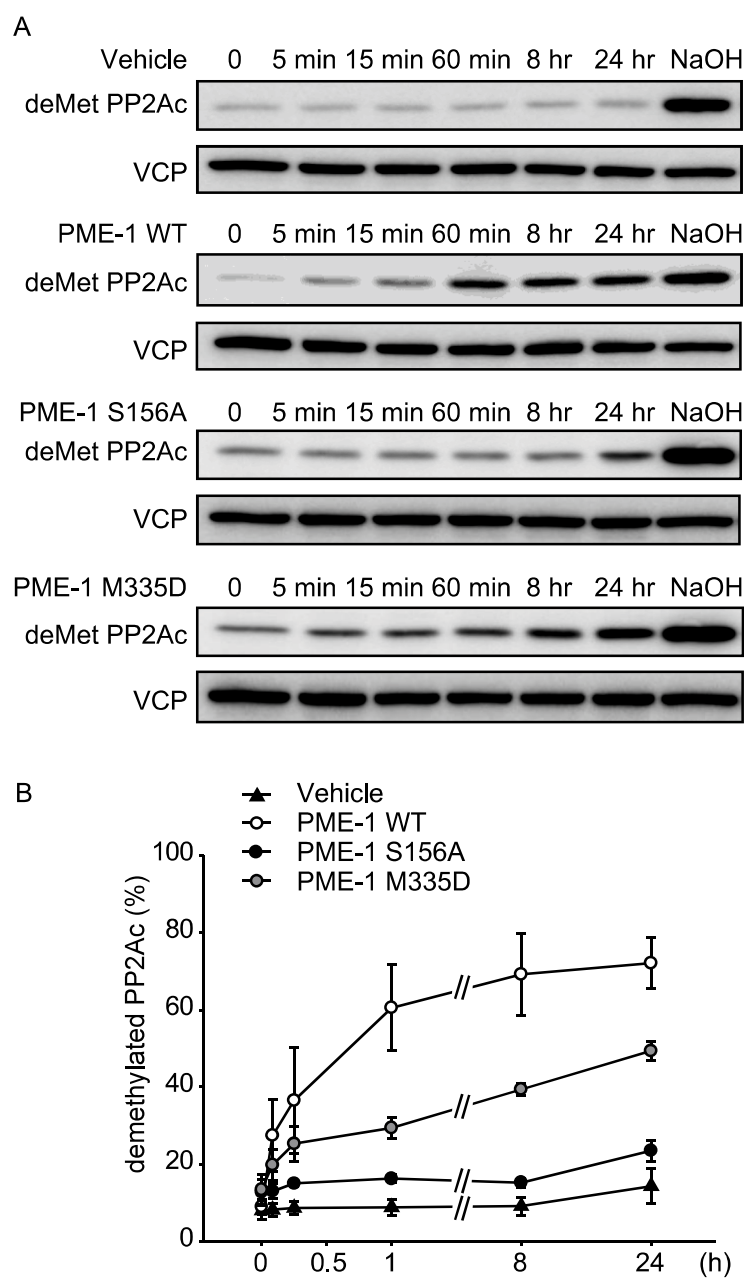 A
Vehicle 0 5 min 15 min 60 min 8 hr 24 hr NaOH
deMet PP2Ac
VCP
PME-1 WT 0 5 min 15 min 60 min 8 hr 24 hr NaOH
deMet PP2Ac
VCP
PME-1 S156A 0 5 min 15 min 60 min 8 hr 24 hr NaOH
deMet PP2Ac
VCP
PME-1 M335D 0 5 min 15 min 60 min 8 hr 24 hr NaOH
deMet PP2Ac
VCP
B
Vehicle
PME-1 WT
PME-1 S156A
PME-1 M335D
demethylated PP2Ac (%)
100
80
60
40
20
0
0 0.5 1 8 24 (h)